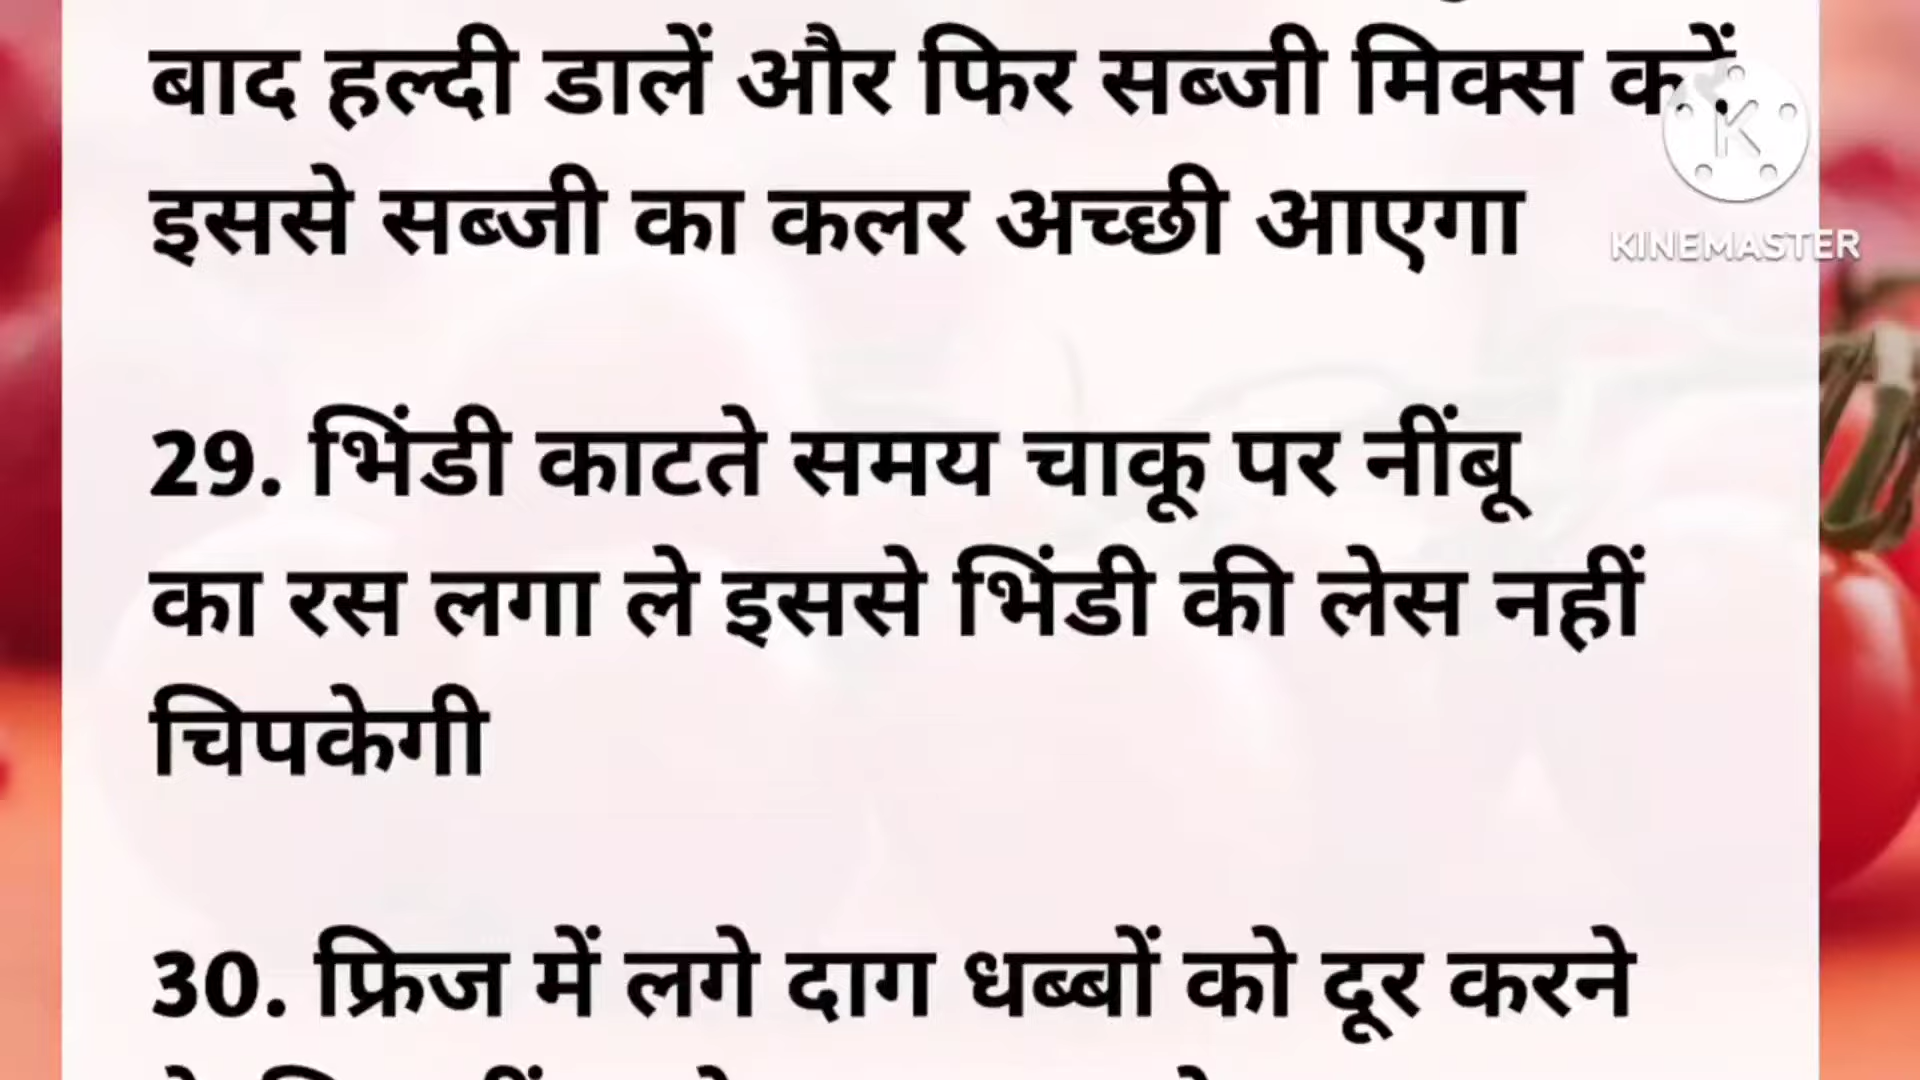 बाद हल्दी डालें और फिर सब्जी मिक्स करें
इससे सब्जी का कलर अच्छी आएगा
KINEMASTER
29. भिंडी काटते समय चाकू पर नींबू
का रस लगा ले इससे भिंडी की लेस नहीं
चिपकेगी
30. फ्रिज में लगे दाग धब्बों को दूर करने